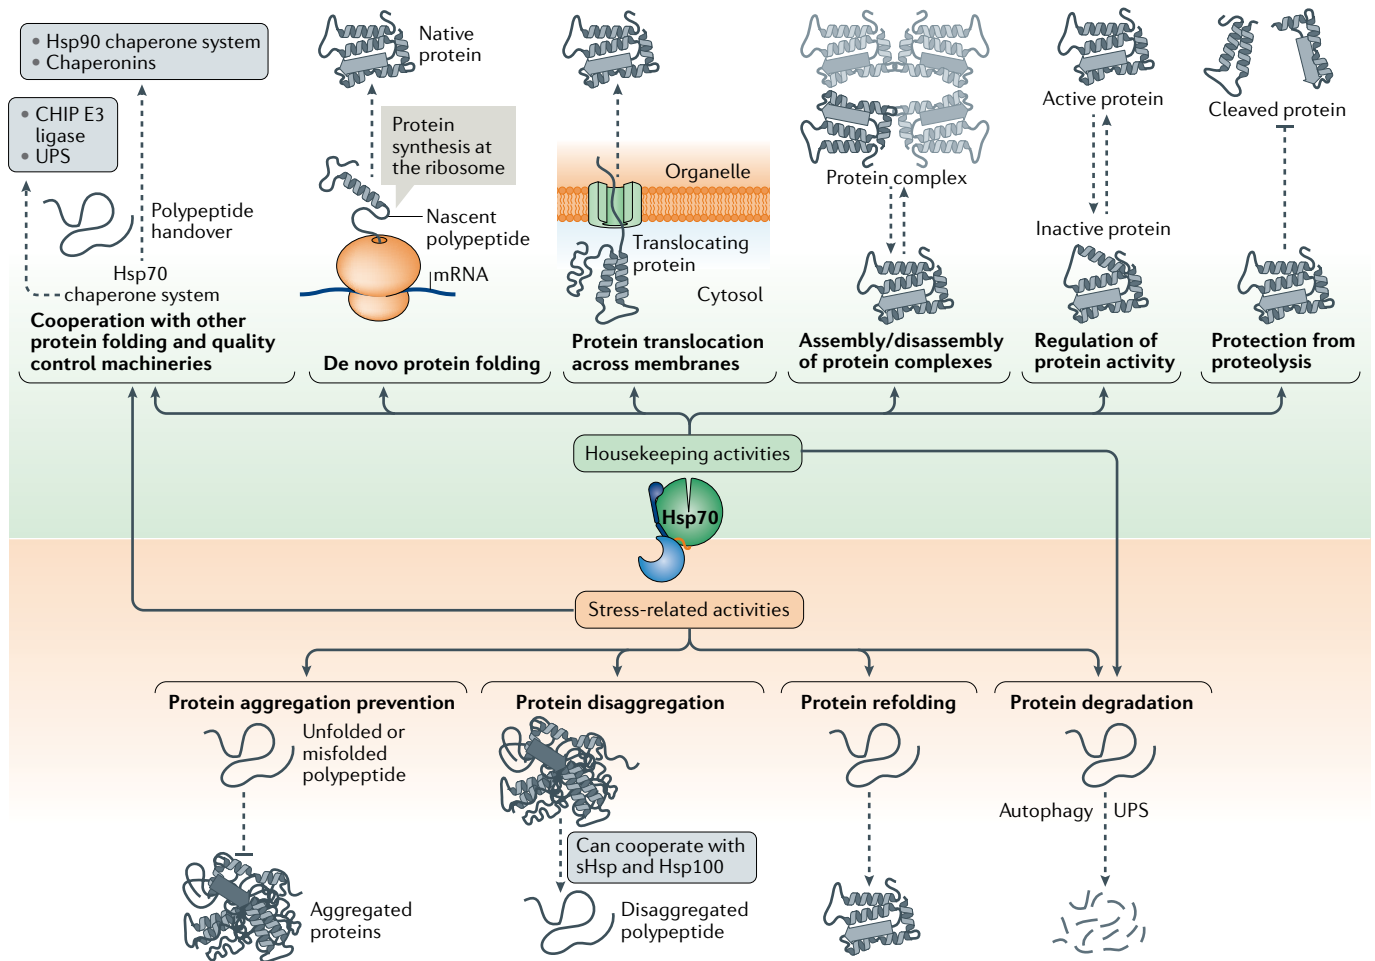 Hsp90 chaperone system
Chaperonins
CHIP E3
ligase
UPS
Polypeptide
handover
Hsp70
chaperone system
Cooperation with other
protein folding and quality
control machineries
Native
protein
Protein
synthesis at
the ribosome
Nascent
polypeptide
mRNA
De novo protein folding
Organelle
Translocating
protein
Cytosol
Protein translocation
across membranes
Protein complex
Assembly/disassembly
of protein complexes
Active protein
Inactive protein
Regulation of
protein activity
Cleaved protein
Protection from
proteolysis
Housekeeping activities
Hsp70
Stress-related activities
Protein aggregation prevention
Unfolded or
misfolded
polypeptide
Aggregated
proteins
Protein disaggregation
Can cooperate with
sHsp and Hsp100
Disaggregated
polypeptide
Protein refolding
Protein degradation
Autophagy
UPS